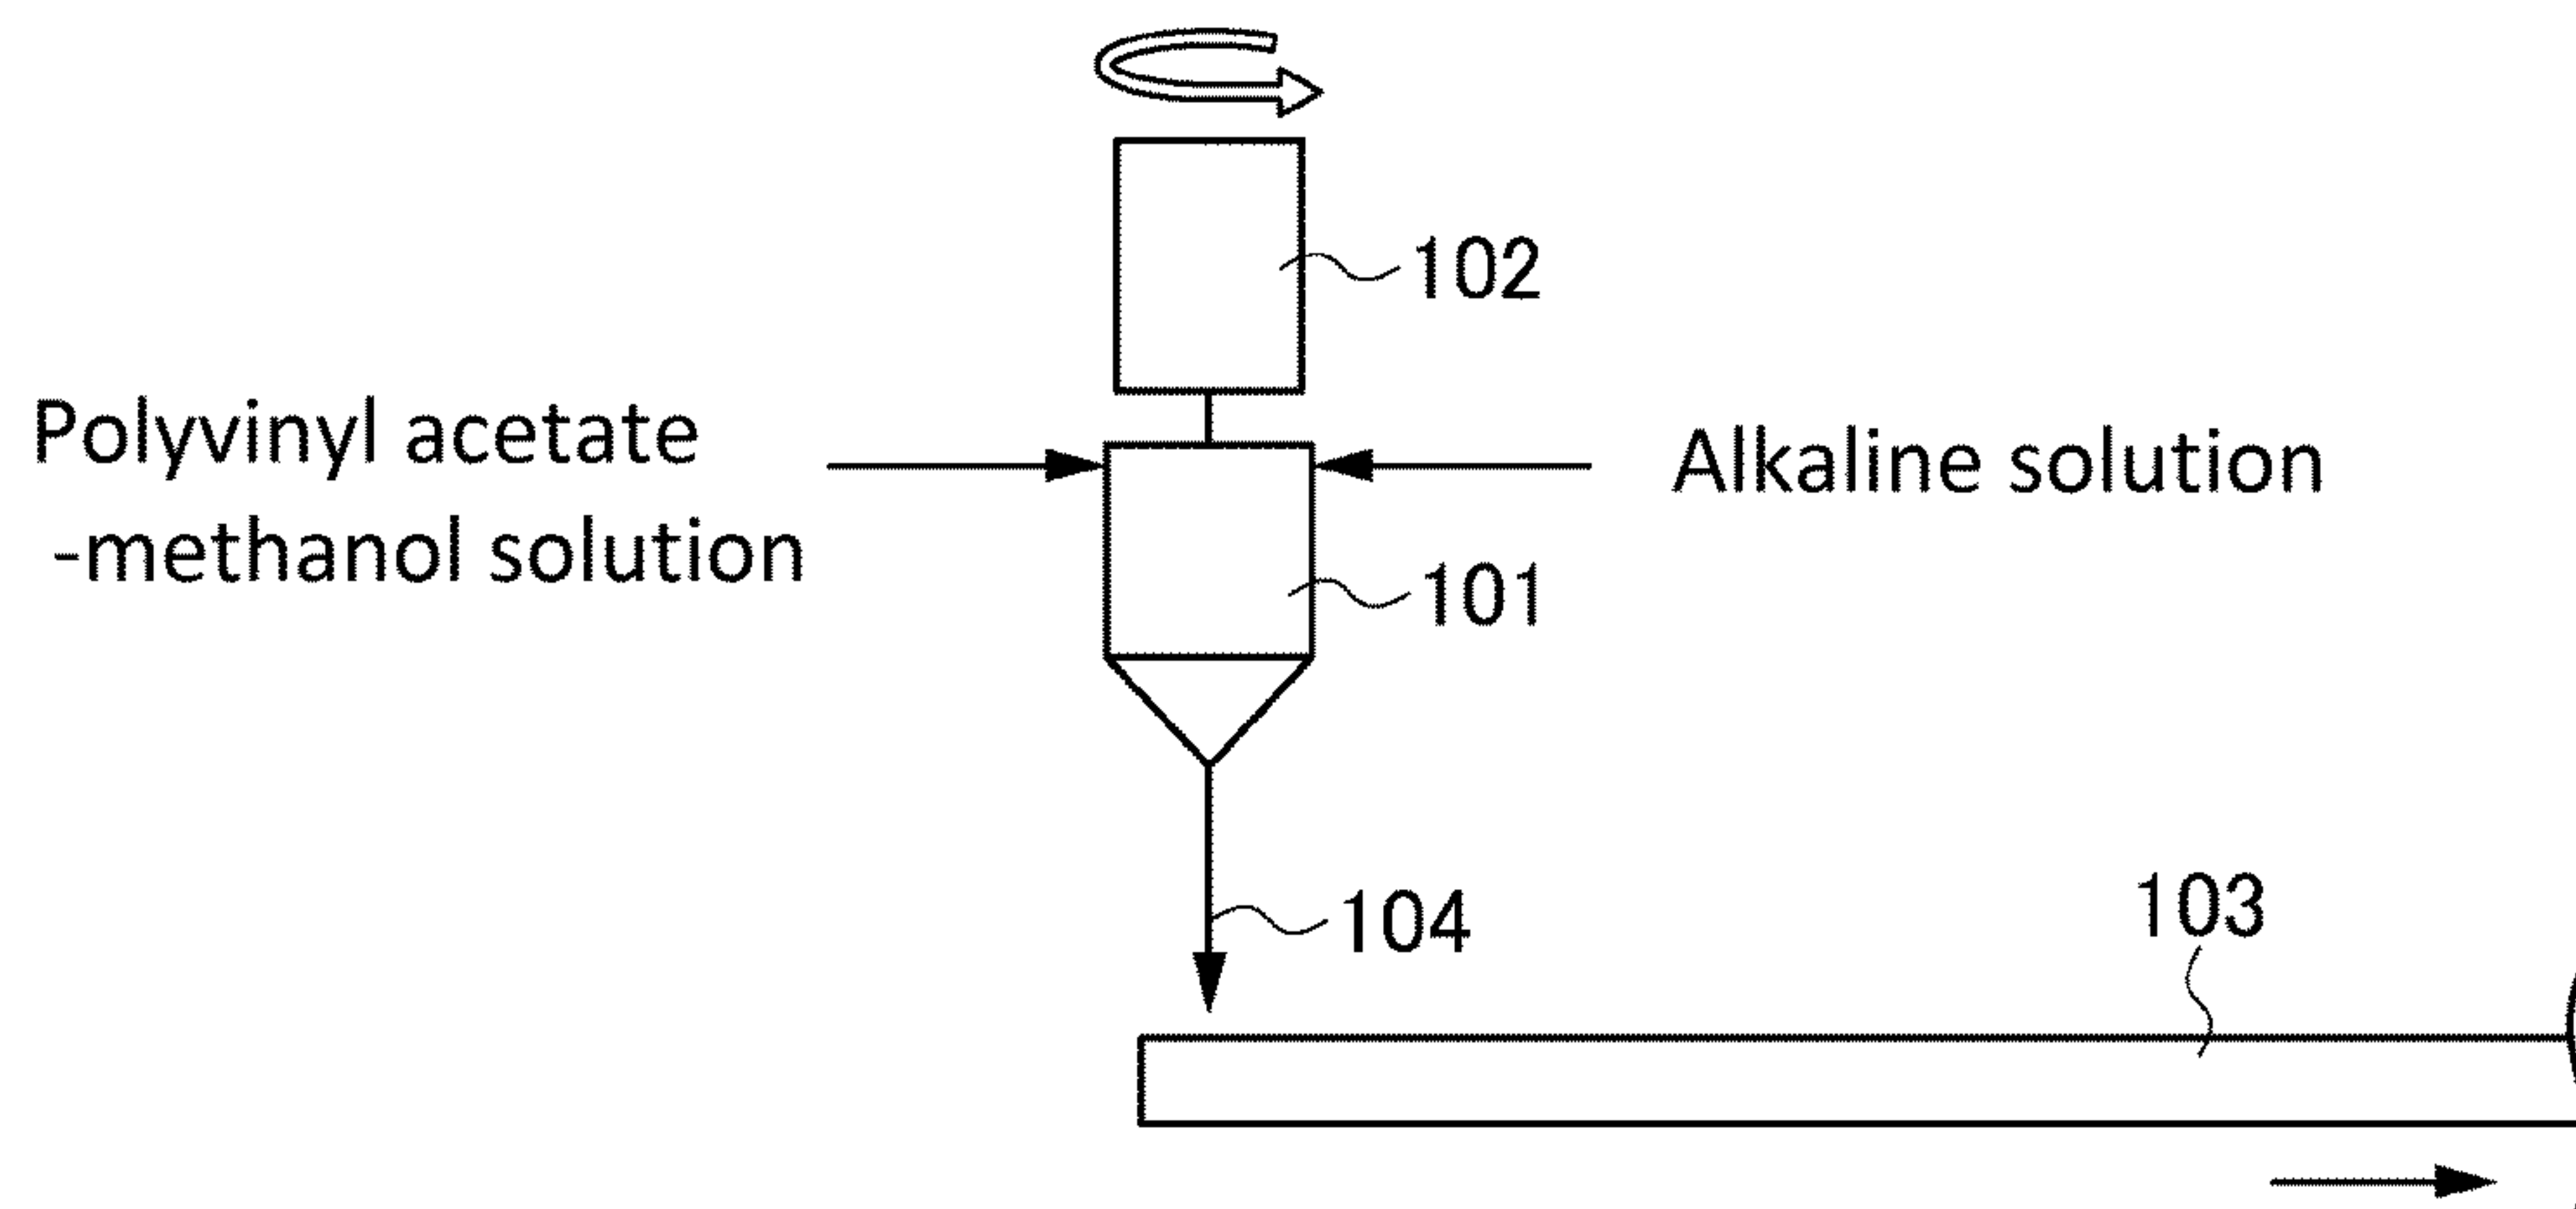 102
Polyvinyl acetate
-methanol solution
Alkaline solution
101
104
103